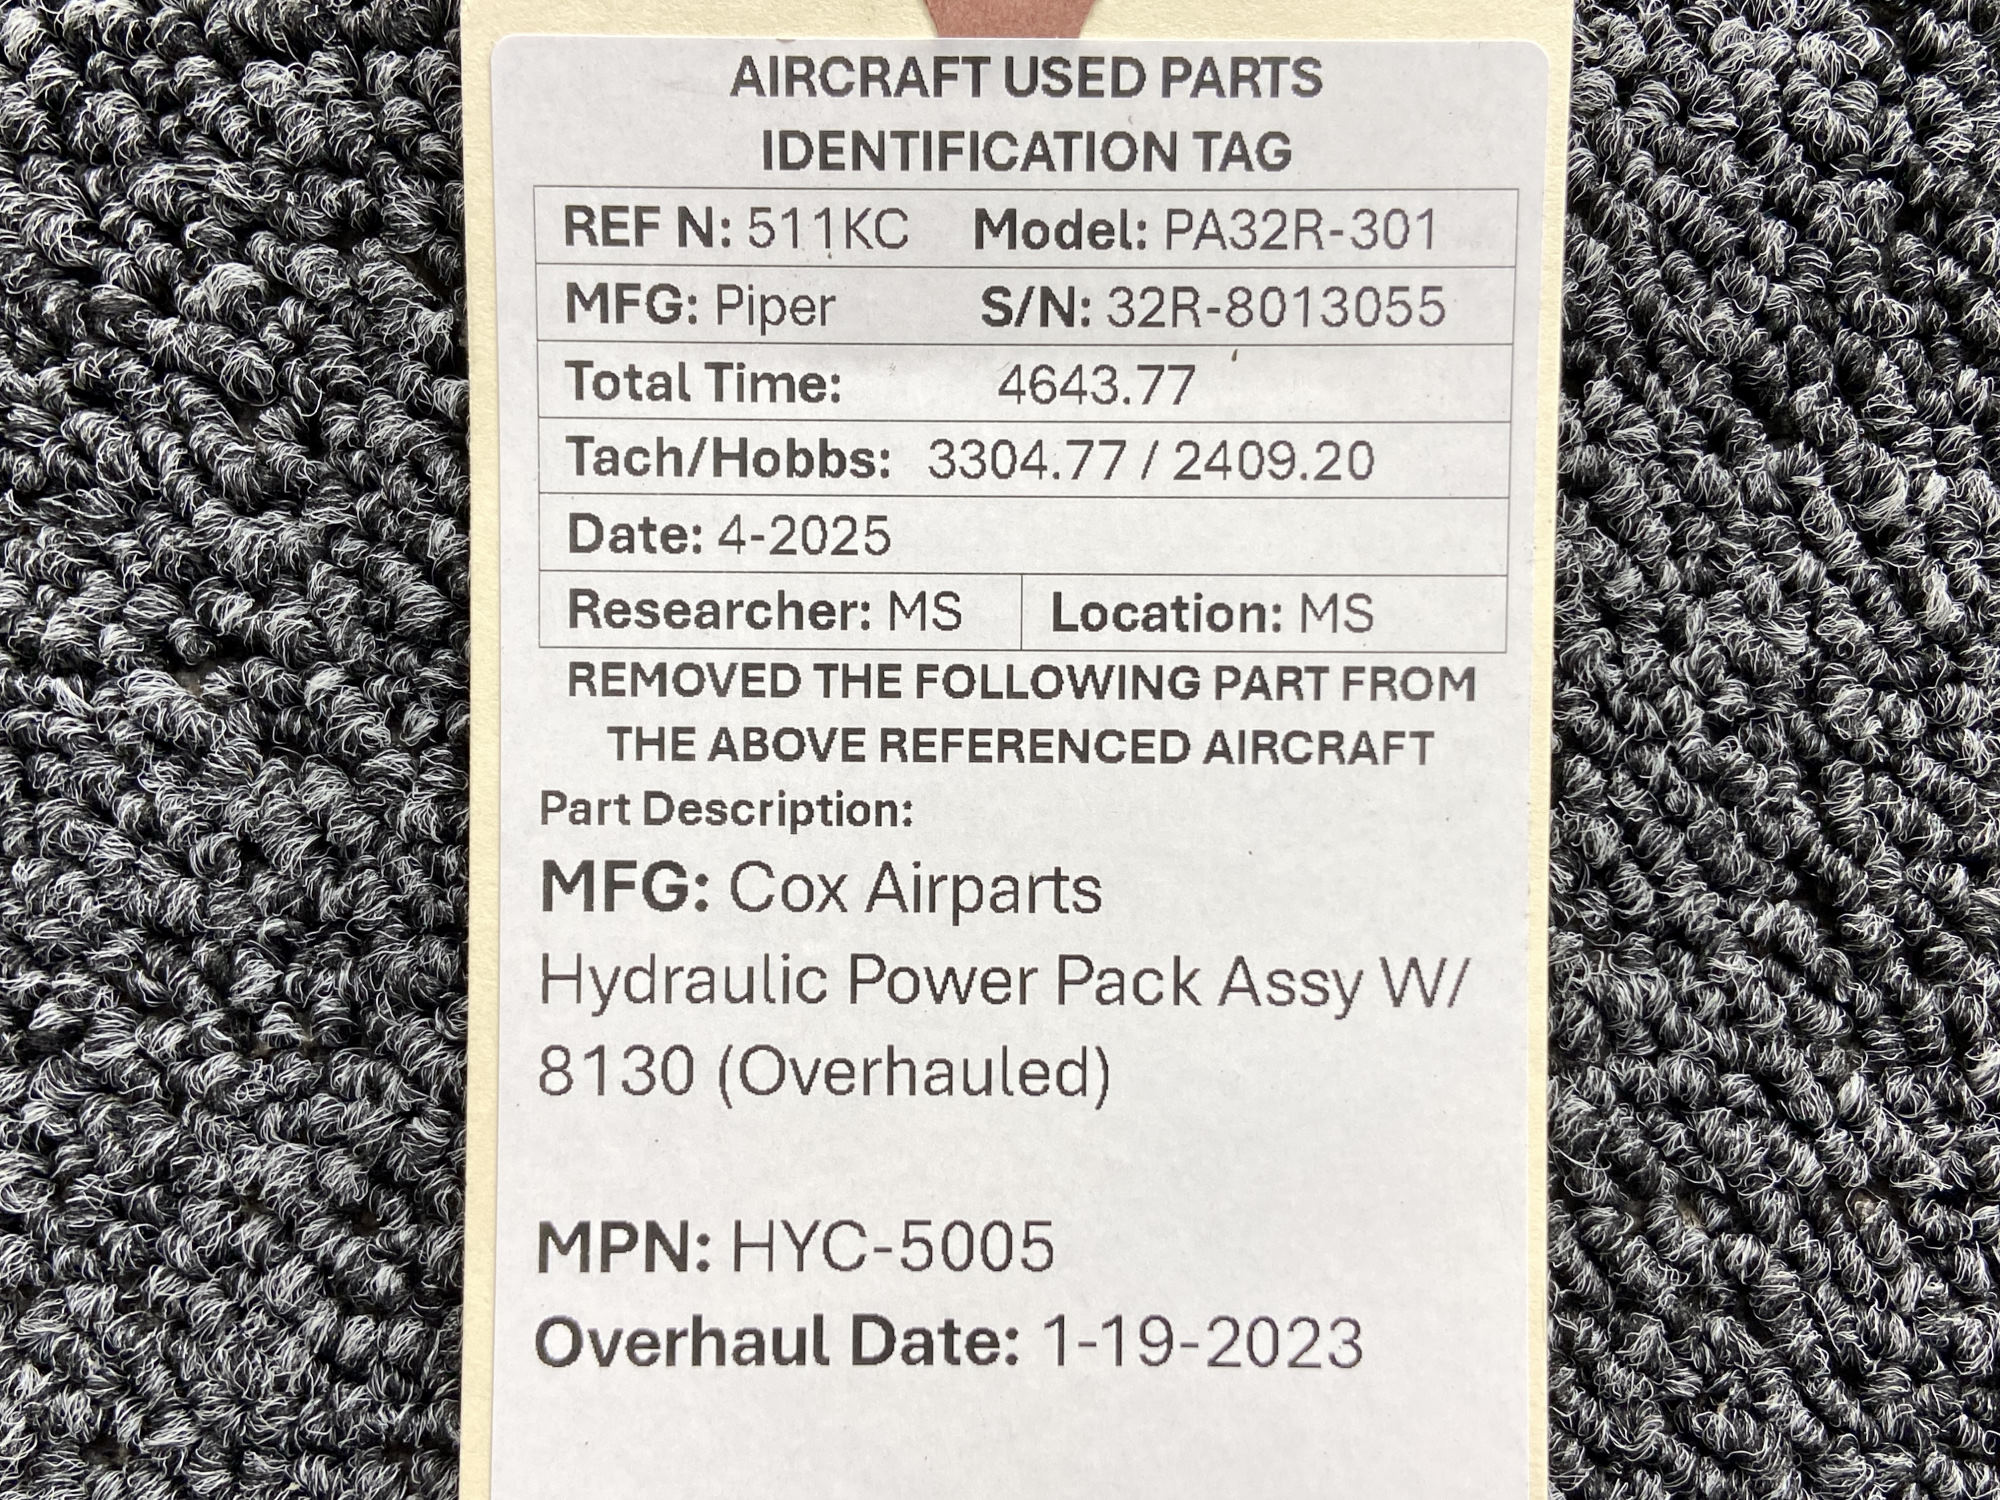 AIRCRAFT USED PARTS
IDENTIFICATION TAG
REF N: 511KC Model: PA32R-301
MFG: Piper S/N: 32R-8013055
Total Time: 4643.77
Tach/Hobbs: 3304.77 / 2409.20
Date: 4-2025
Researcher: MS Location: MS
REMOVED THE FOLLOWING PART FROM
THE ABOVE REFERENCED AIRCRAFT
Part Description:
MFG: Cox Airparts
Hydraulic Power Pack Assy W/
8130 (Overhauled)
MPN: HYC-5005
Overhaul Date: 1-19-2023